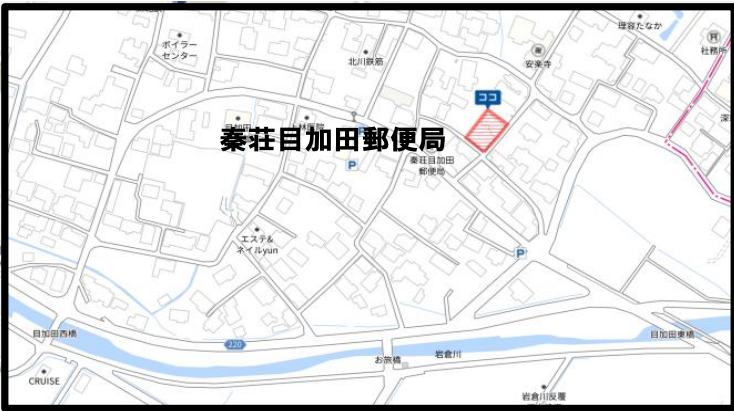 理容たなか
ボイラー
センター
安楽寺
社務所
北川鉄筋
ココ
秦荘目加田郵便局
秦荘目加田
郵便局
P
P
エステ&
ネイルyun
目加田西橋
220
目加田東橋
お旅橋
岩倉川
CRUISE
岩倉川反覆